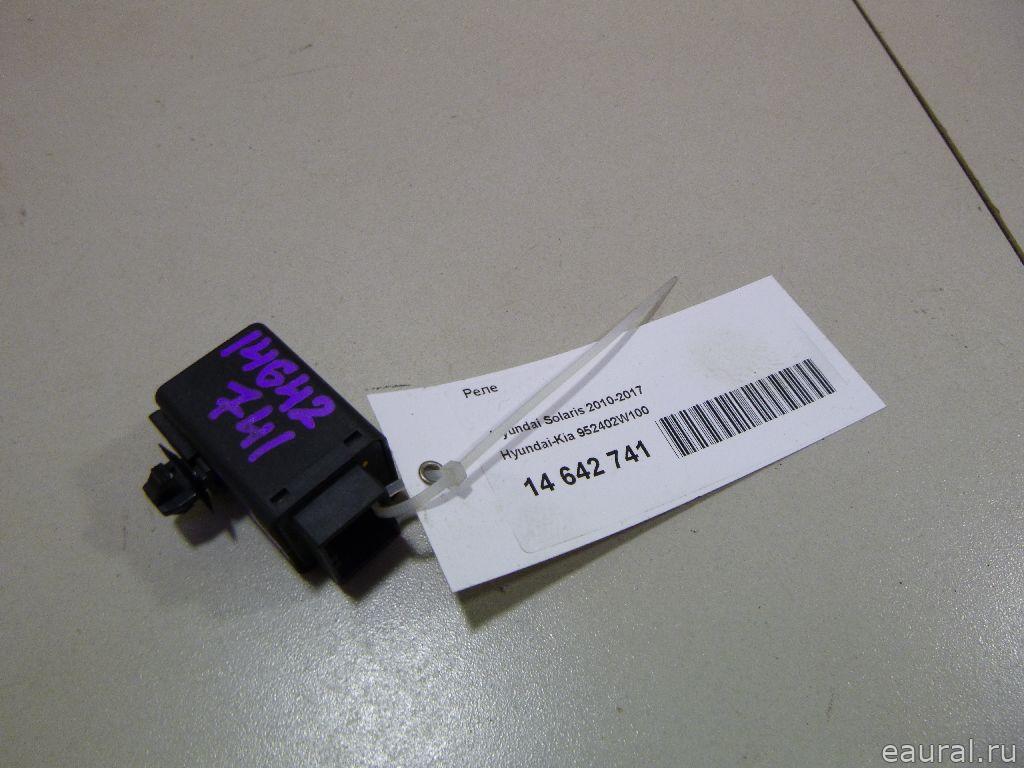 14642
741
Реле
Hyundai Solaris 2010-2017
Hyundai-Kia 952402W100
14 642 741
eaural.ru